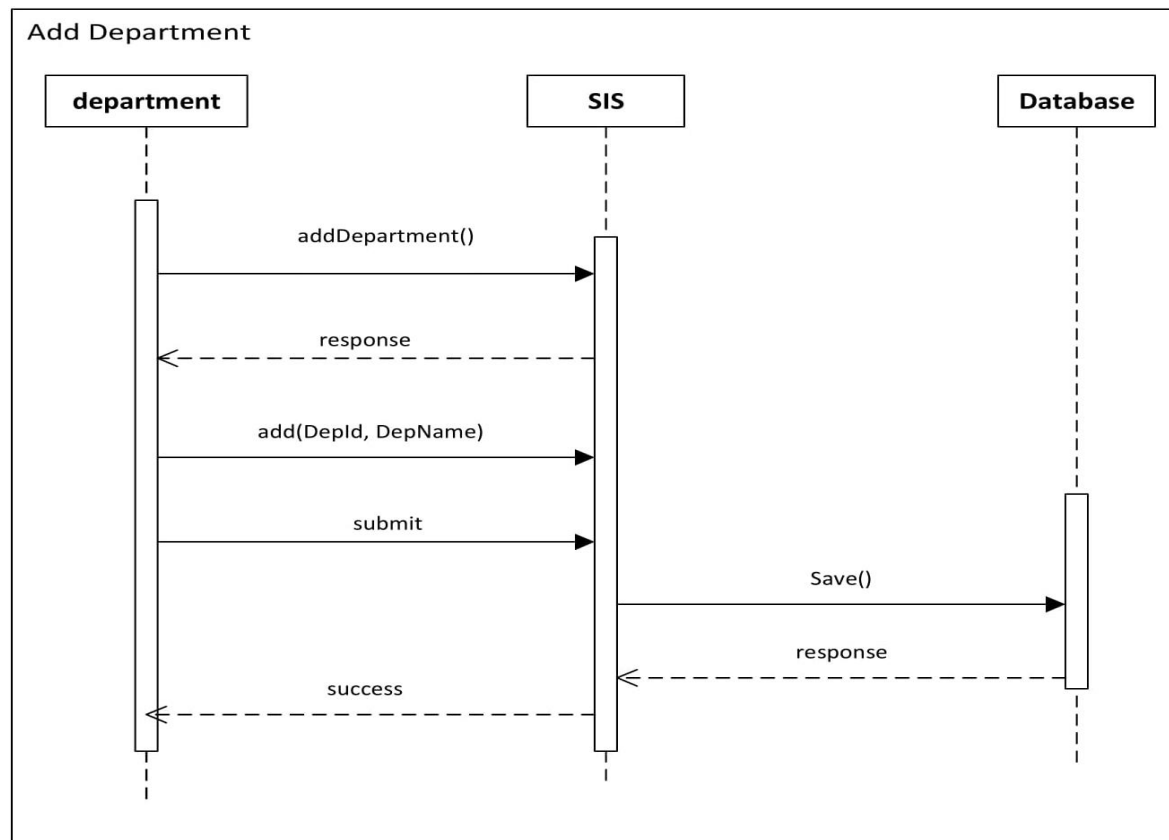 Add Department
department
SIS
Database
addDepartment()
response
add(DepId, DepName)
submit
Save()
response
success